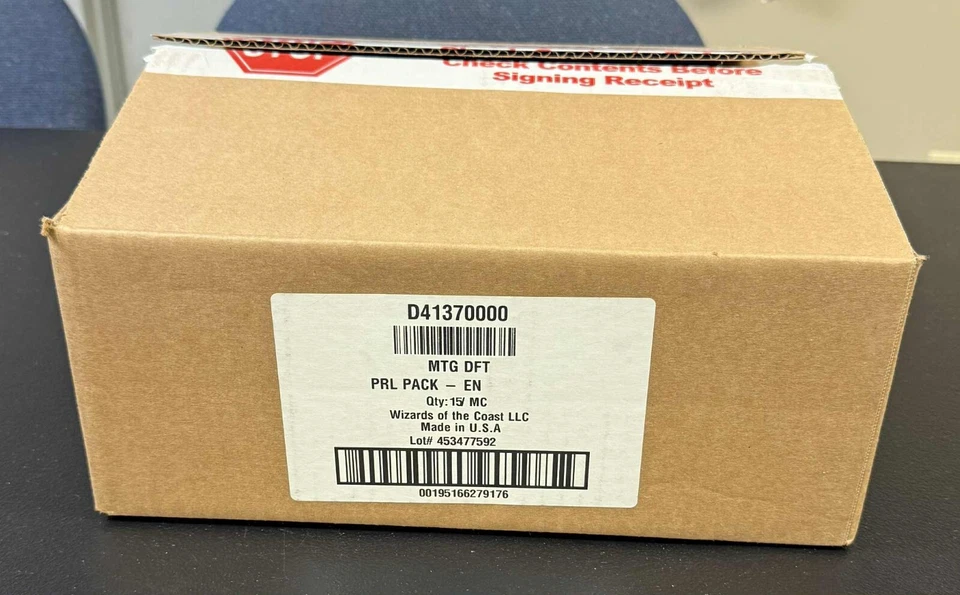 Check Contents Before
Signing Receipt
D41370000
MTG DFT
PRL PACK – EN
Qty: 15/ MC
Wizards of the Coast LLC
Made in U.S.A
Lot# 453477592
00195166279176